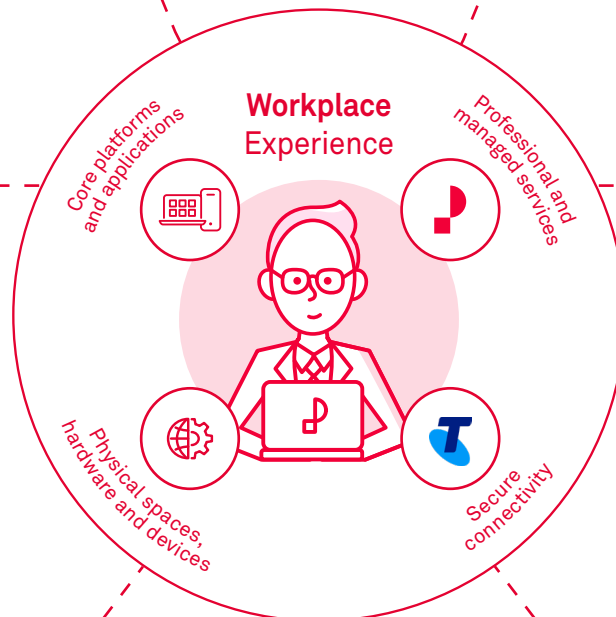 Workplace
Experience
Core platforms
and applications
Professional and
managed services
Physical spaces,
hardware and devices
Secure
connectivity
T